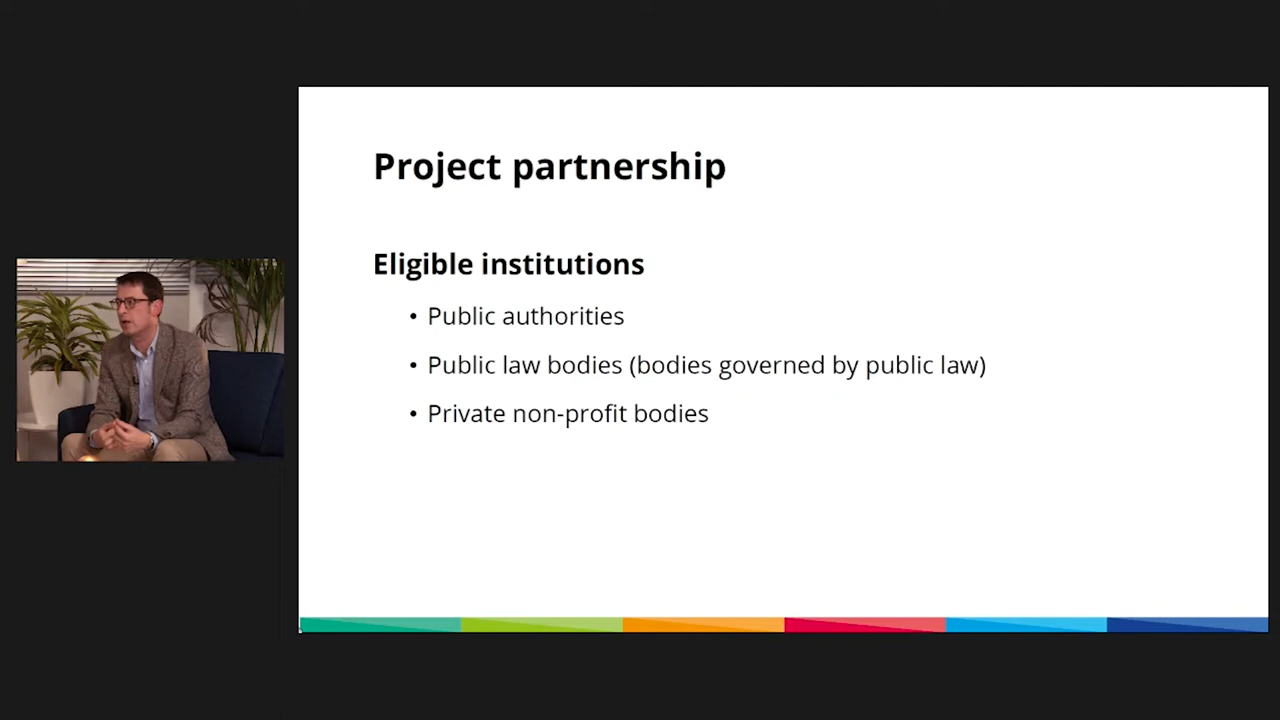 Project partnership
Eligible institutions
• Public authorities
• Public law bodies (bodies governed by public law)
• Private non-profit bodies